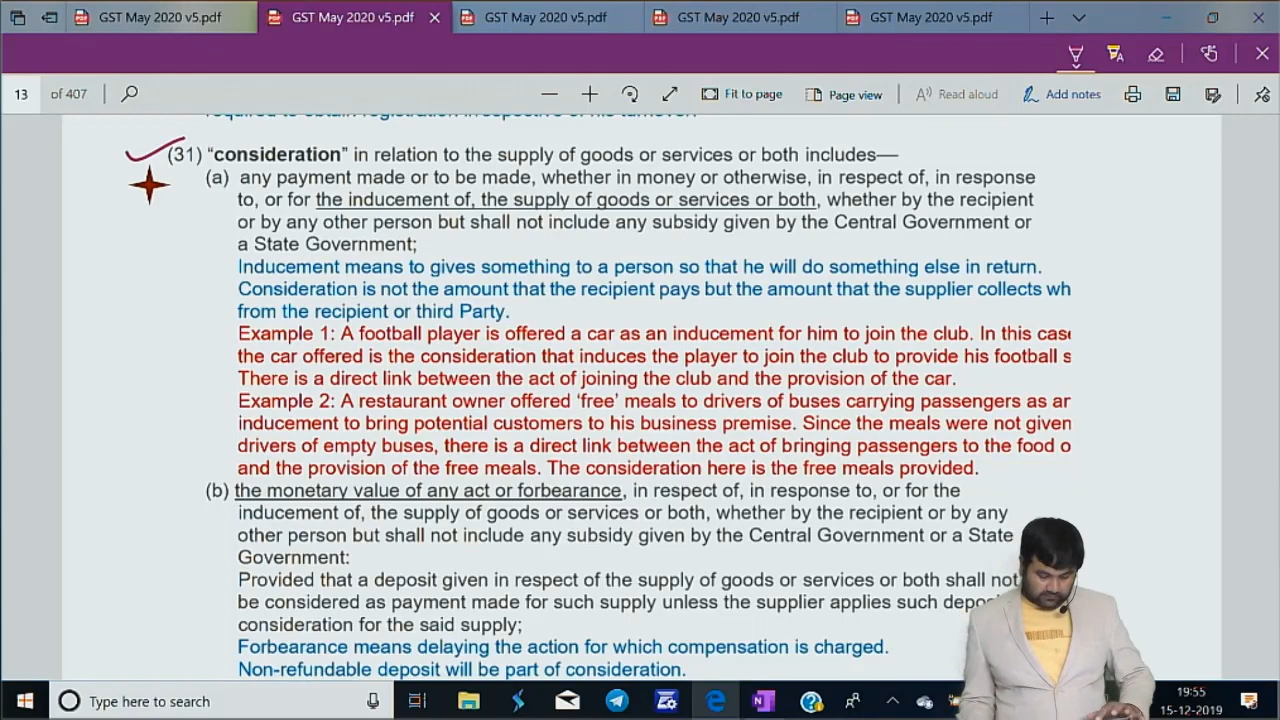 GST May 2020 v5.pdf
GST May 2020 v5.pdf
GST May 2020 v5.pdf
GST May 2020 v5.pdf
GST May 2020 v5.pdf
13 of 407
Fit to page
Page view
Read aloud
Add notes
required to obtain registration irrespective of his turnover.
(31) “consideration” in relation to the supply of goods or services or both includes—
(a) any payment made or to be made, whether in money or otherwise, in respect of, in response
to, or for the inducement of, the supply of goods or services or both, whether by the recipient
or by any other person but shall not include any subsidy given by the Central Government or
a State Government;
Inducement means to gives something to a person so that he will do something else in return.
Consideration is not the amount that the recipient pays but the amount that the supplier collects wh
from the recipient or third Party.
Example 1: A football player is offered a car as an inducement for him to join the club. In this case
the car offered is the consideration that induces the player to join the club to provide his football s
There is a direct link between the act of joining the club and the provision of the car.
Example 2: A restaurant owner offered ‘free’ meals to drivers of buses carrying passengers as an
inducement to bring potential customers to his business premise. Since the meals were not given
drivers of empty buses, there is a direct link between the act of bringing passengers to the food o
and the provision of the free meals. The consideration here is the free meals provided.
(b) the monetary value of any act or forbearance, in respect of, in response to, or for the
inducement of, the supply of goods or services or both, whether by the recipient or by any
other person but shall not include any subsidy given by the Central Government or a State
Government:
Provided that a deposit given in respect of the supply of goods or services or both shall not
be considered as payment made for such supply unless the supplier applies such depo
consideration for the said supply;
Forbearance means delaying the action for which compensation is charged.
Non-refundable deposit will be part of consideration.
Type here to search
19:55
15-12-2019